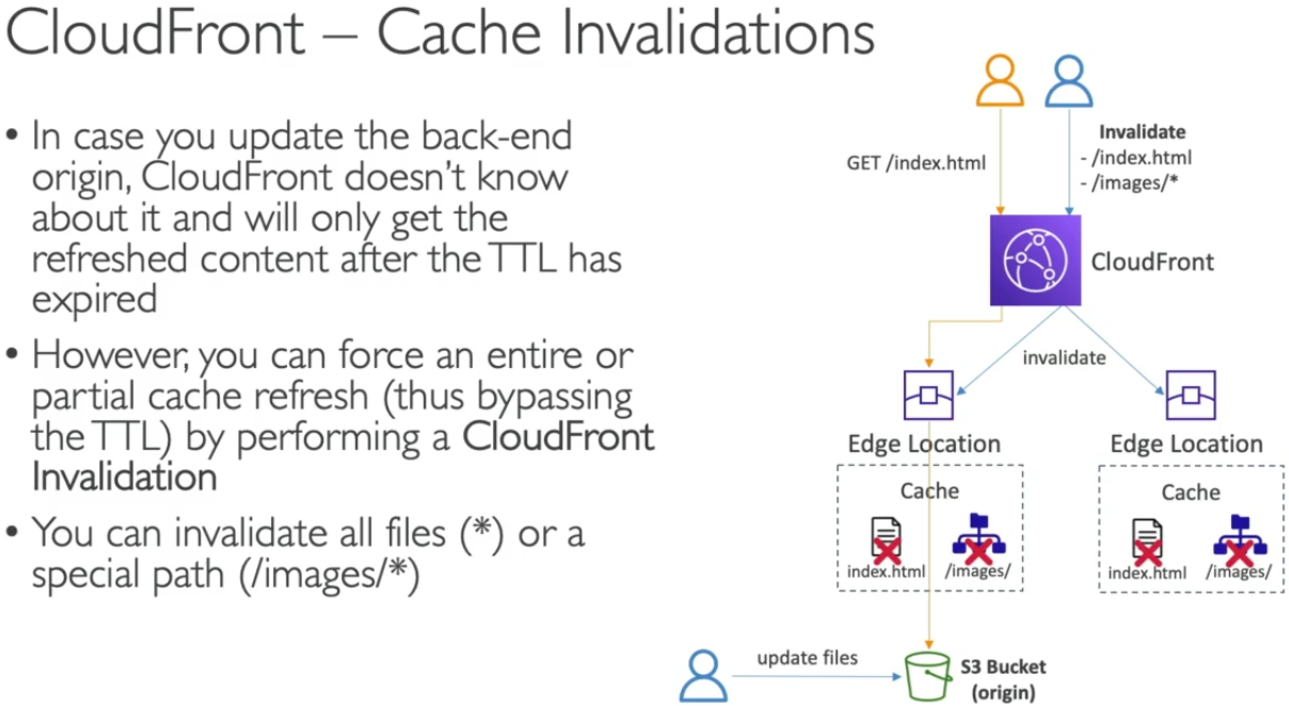 CloudFront – Cache Invalidations
• In case you update the back-end
origin, CloudFront doesn't know
about it and will only get the
refreshed content after the TTL has
expired
• However, you can force an entire or
partial cache refresh (thus bypassing
the TTL) by performing a CloudFront
Invalidation
• You can invalidate all files (*) or a
special path (/images/*)
GET /index.html
Invalidate
- /index.html
- /images/*
CloudFront
invalidate
Edge Location
Cache
index.html
/images/
Edge Location
Cache
index.html
/images/
update files
S3 Bucket
(origin)